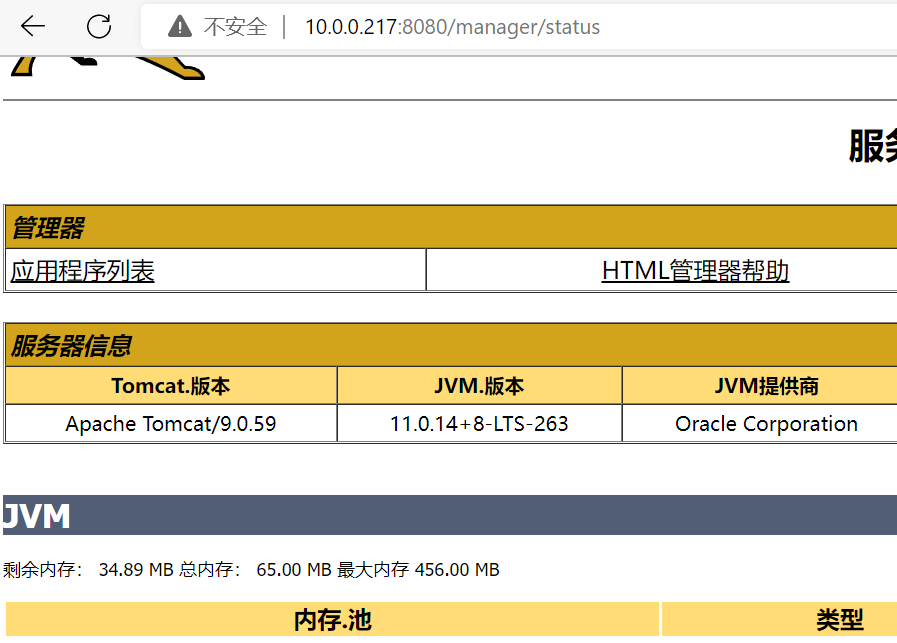 不安全 10.0.0.217:8080/manager/status
服务
管理器
应用程序列表 HTML管理器帮助
服务器信息
Tomcat.版本 JVM.版本 JVM提供商
Apache Tomcat/9.0.59 11.0.14+8-LTS-263 Oracle Corporation
JVM
剩余内存： 34.89 MB 总内存： 65.00 MB 最大内存 456.00 MB
内存.池 类型